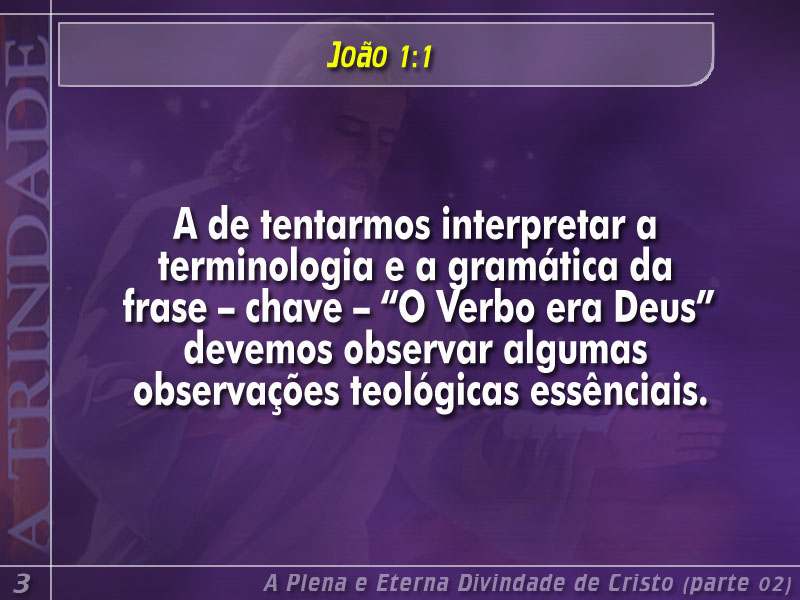 João 1:1
A TRINDADE
A de tentarmos interpretar a
terminologia e a gramática da
frase – chave – “O Verbo era Deus”
devemos observar algumas
observações teológicas essênciais.
3
A Plena e Eterna Divindade de Cristo (parte 02)